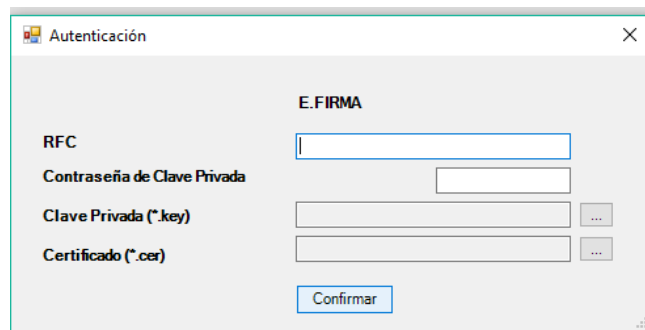 Autenticación
E.FIRMA
RFC
Contraseña de Clave Privada
Clave Privada (*.key)
...
Certificado (*.cer)
...
Confirmar